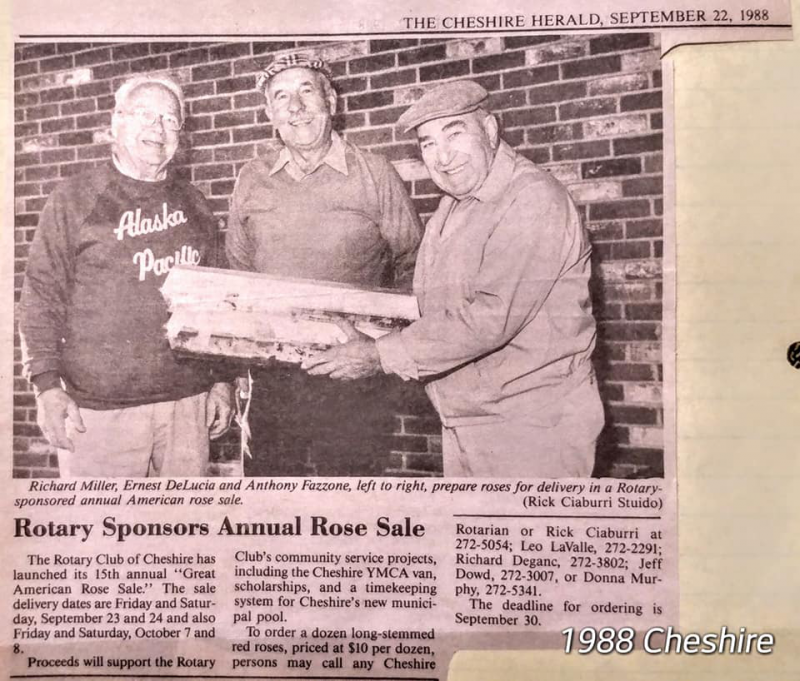 THE CHESHIRE HERALD, SEPTEMBER 22, 1988
Alaska
Pacific
Richard Miller, Ernest DeLucia and Anthony Fazzone, left to right, prepare roses for delivery in a Rotary-
sponsored annual American rose sale. (Rick Ciaburri Stuido)
Rotary Sponsors Annual Rose Sale
The Rotary Club of Cheshire has
launched its 15th annual “Great
American Rose Sale.” The sale
delivery dates are Friday and Satur-
day, September 23 and 24 and also
Friday and Saturday, October 7 and
8.
Proceeds will support the Rotary
Club's community service projects,
including the Cheshire YMCA van,
scholarships, and a timekeeping
system for Cheshire's new munici-
pal pool.
To order a dozen long-stemmed
red roses, priced at $10 per dozen,
persons may call any Cheshire
Rotarian or Rick Ciaburri at
272-5054; Leo LaValle, 272-2291;
Richard Deganc, 272-3802; Jeff
Dowd, 272-3007, or Donna Mur-
phy, 272-5341.
The deadline for ordering is
September 30.
1988 Cheshire